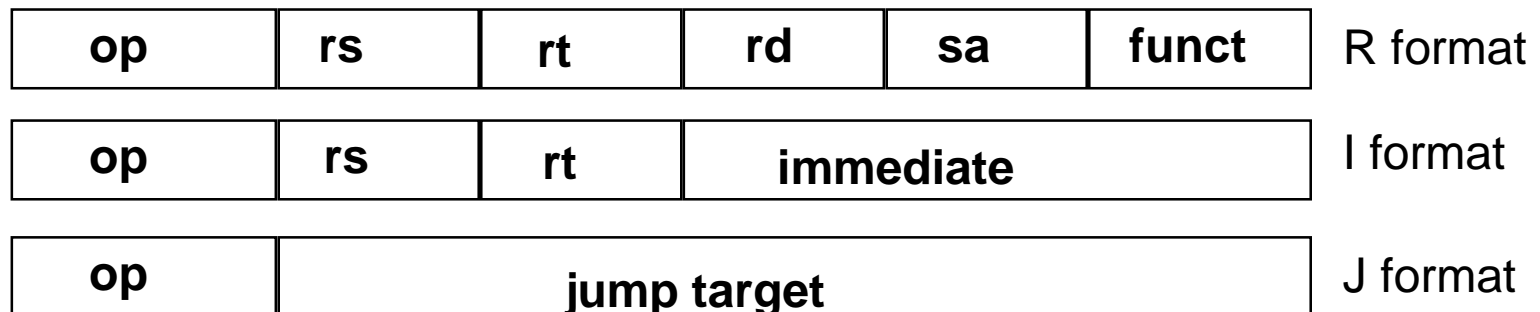 op rs rt rd sa funct R format
op rs rt immediate I format
op jump target J format